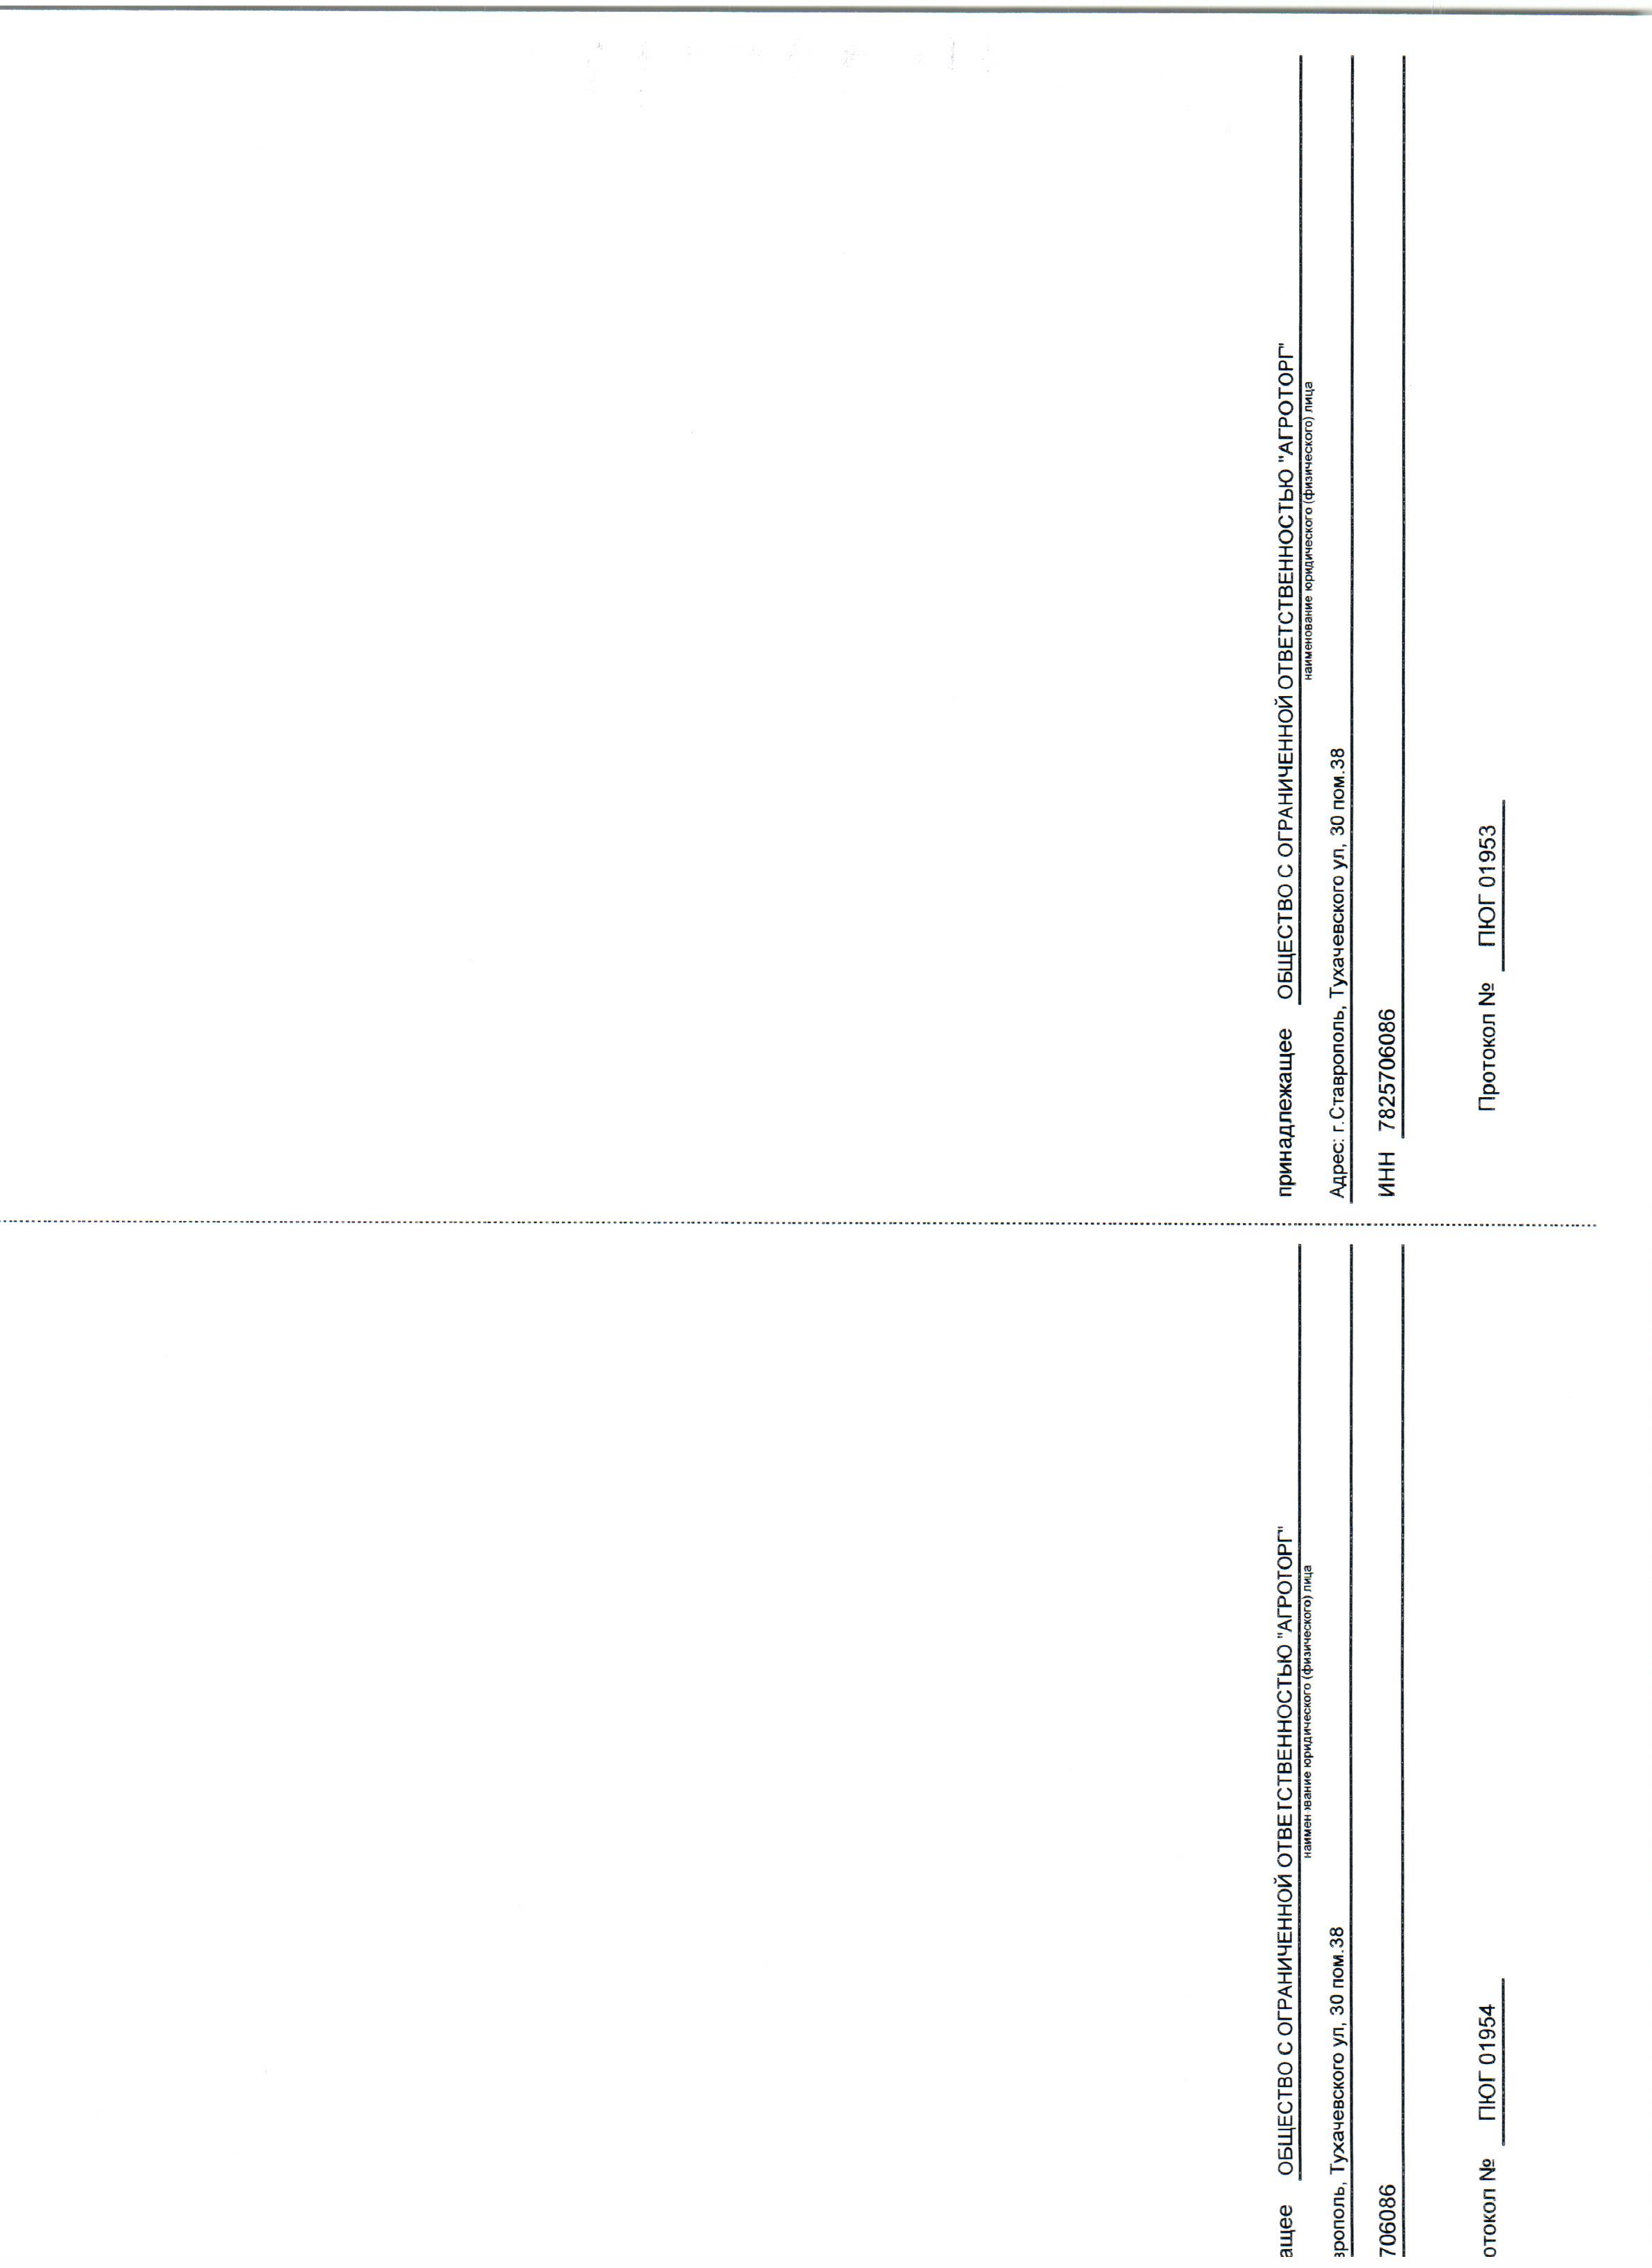 ащее ОБЩЕСТВО С ОГРАНИЧЕННОЙ ОТВЕТСТВЕННОСТЬЮ "АГРОТОРГ"
наимен вание юридического (физического) лица
врополь, Тухачевского ул, 30 пом.38
706086
отокол № ПЮГ 01954
принадлежащее ОБЩЕСТВО С ОГРАНИЧЕННОЙ ОТВЕТСТВЕННОСТЬЮ "АГРОТОРГ"
наименование юридического (физического) лица
Адрес: г.Ставрополь, Тухачевского ул, 30 пом.38
ИНН 7825706086
Протокол № ПЮГ 01953